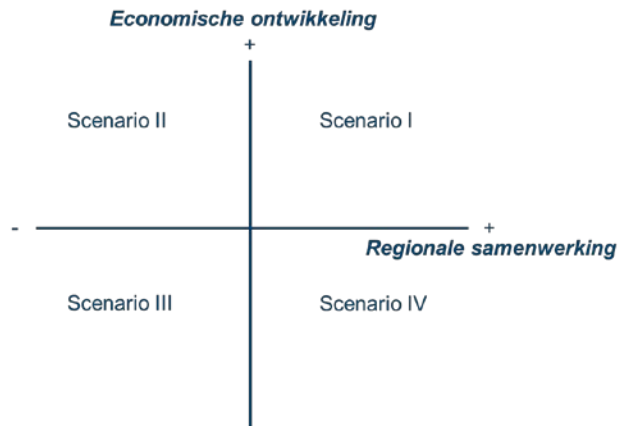 Economische ontwikkeling
+
Scenario II
Scenario I
-
+
Regionale samenwerking
Scenario III
Scenario IV